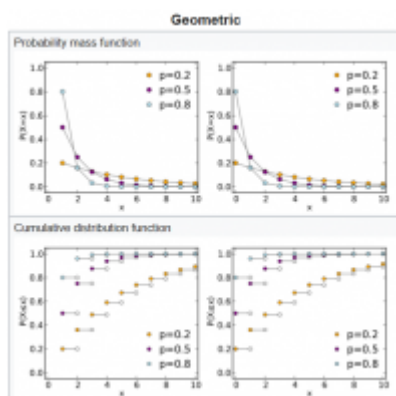 Geometric
Probability mass function
1.0
0.8
0.6
0.4
0.2
0.0
P(X=x)
p=0.2
p=0.5
p=0.8
0 2 4 6 8 10
x
1.0
0.8
0.6
0.4
0.2
0.0
P(X=x)
p=0.2
p=0.5
p=0.8
0 2 4 6 8 10
x
Cumulative distribution function
1.0
0.8
0.6
0.4
0.2
0.0
P(X≤x)
p=0.2
p=0.5
p=0.8
0 2 4 6 8 10
x
1.0
0.8
0.6
0.4
0.2
0.0
P(X≤x)
p=0.2
p=0.5
p=0.8
0 2 4 6 8 10
x